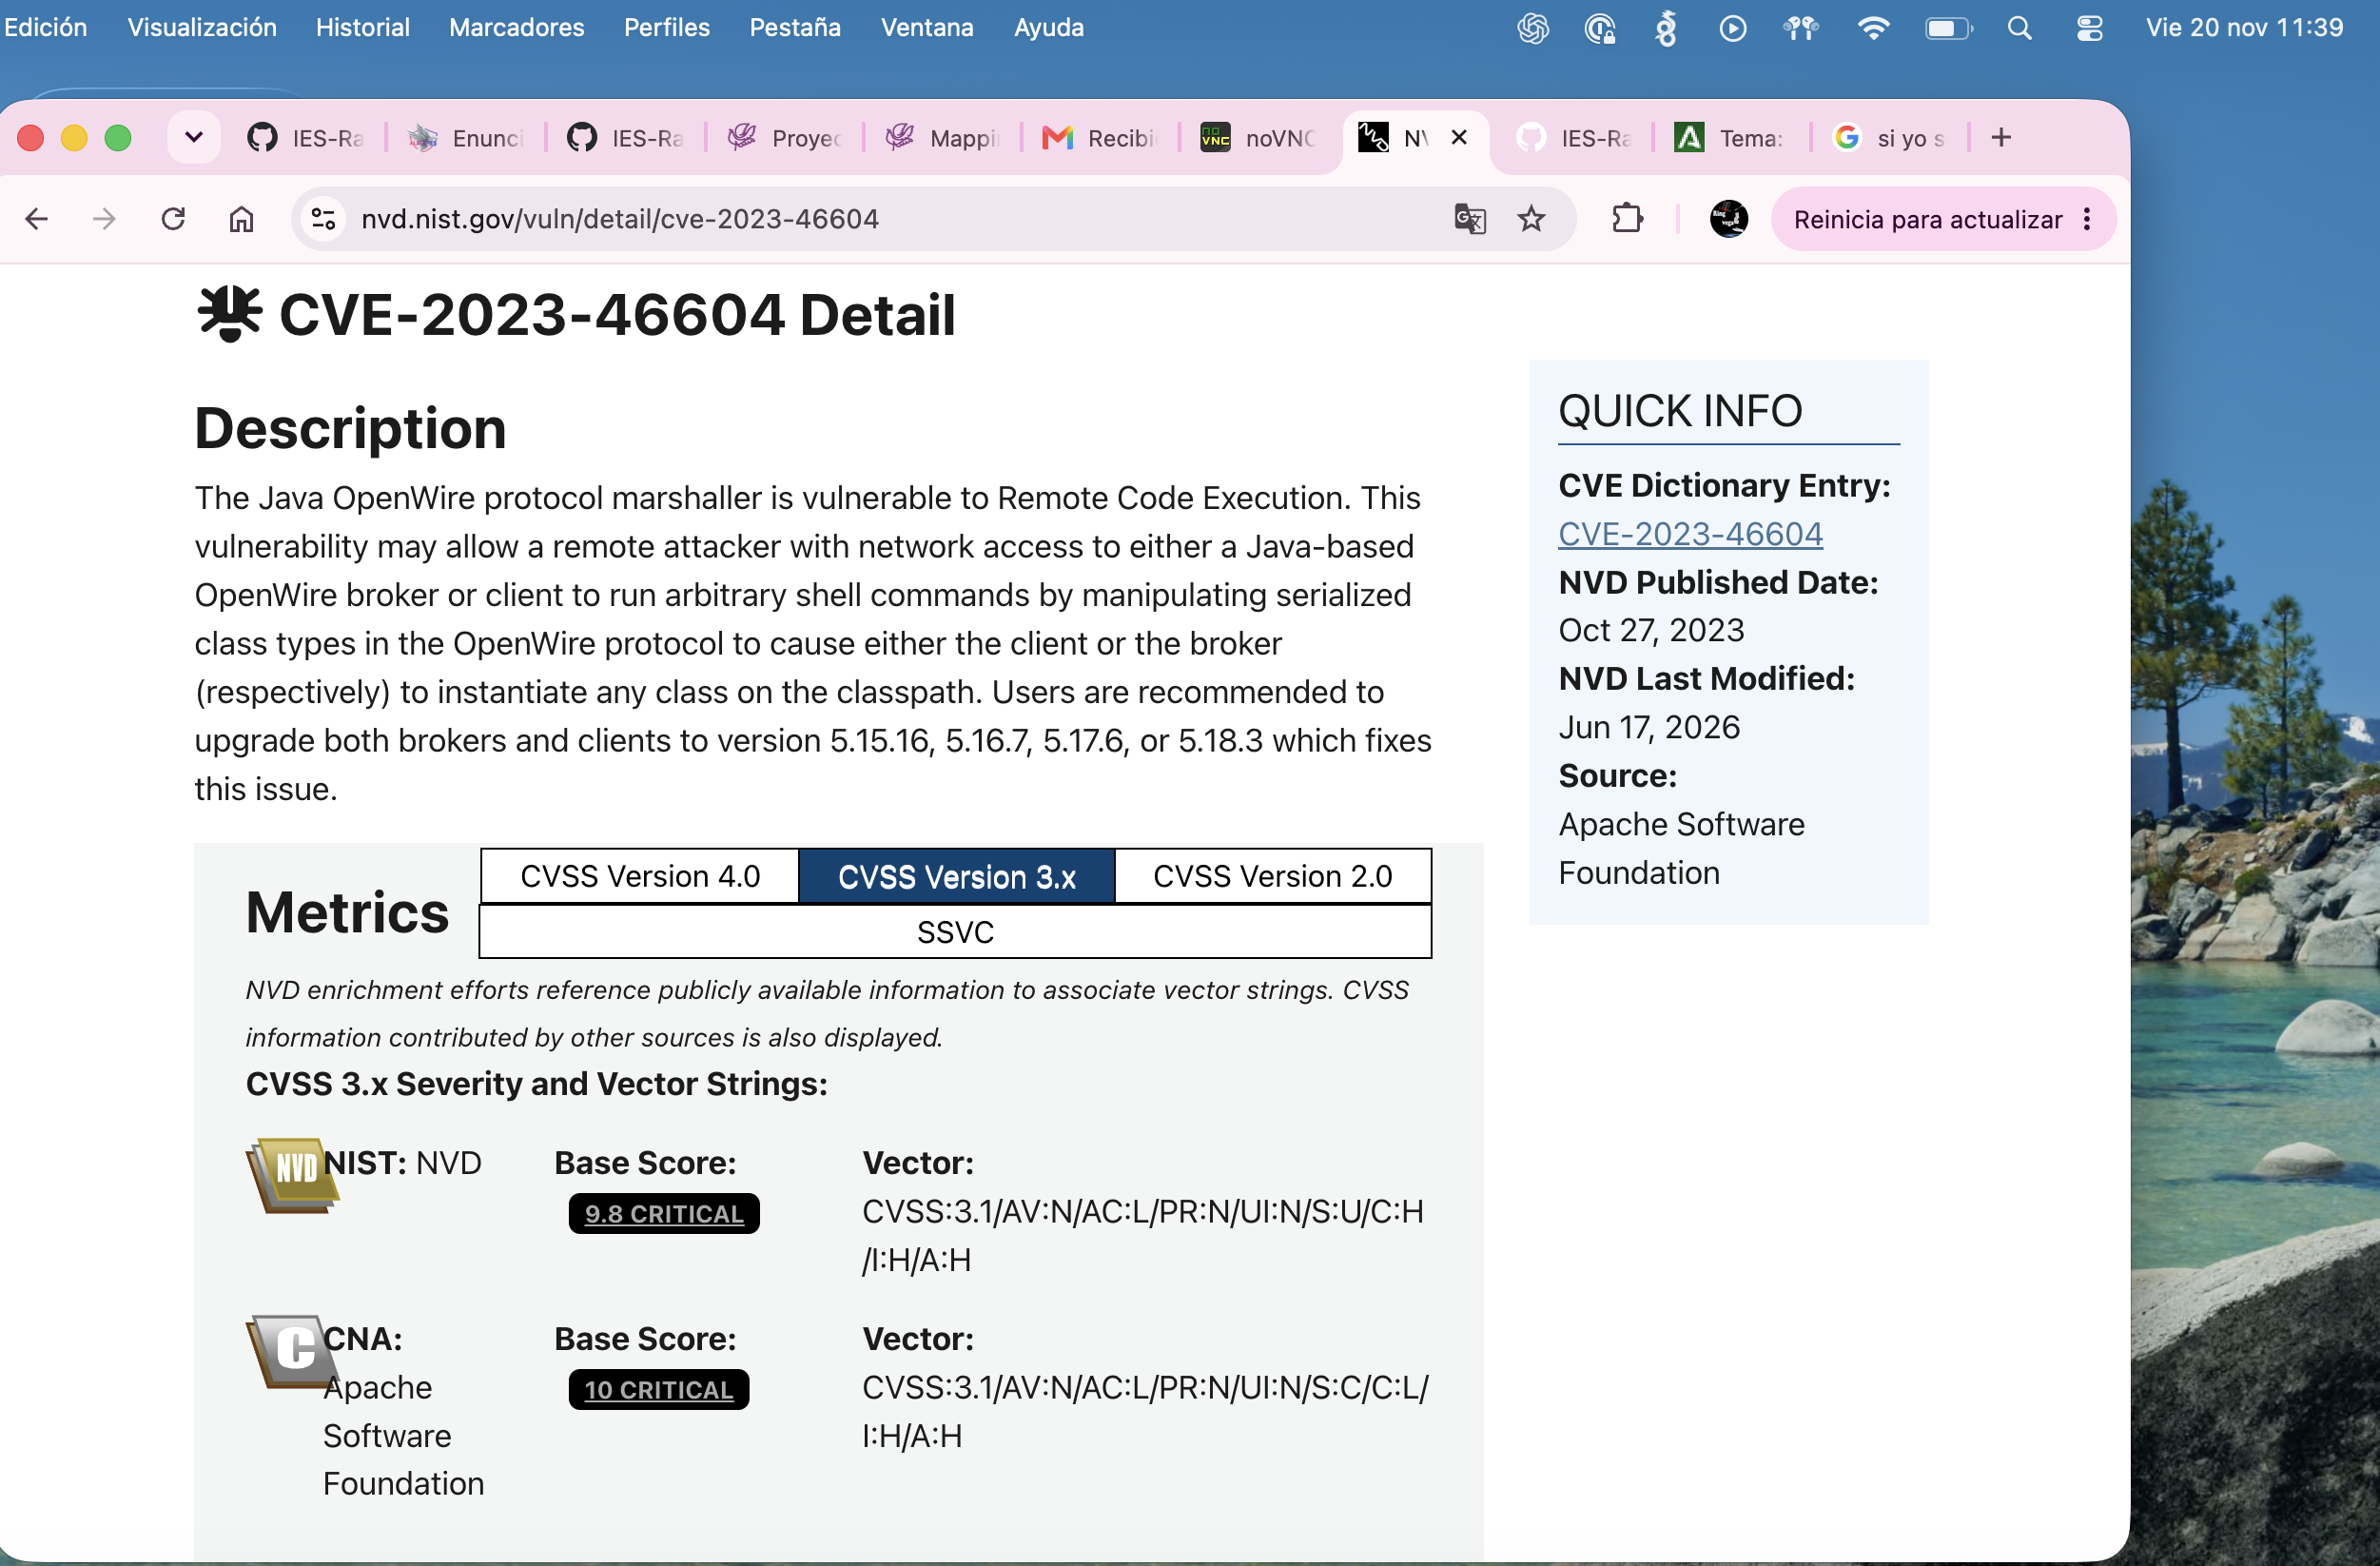 Edición Visualización Historial Marcadores Perfiles Pestaña Ventana Ayuda Vie 20 nov 11:39
IES-Ra Enunci IES-Ra Proyec Mappi Recibi noVNC NV IES-Ra Tema: si yo s
nvd.nist.gov/vuln/detail/cve-2023-46604 Reinicia para actualizar
CVE-2023-46604 Detail
Description
The Java OpenWire protocol marshaller is vulnerable to Remote Code Execution. This
vulnerability may allow a remote attacker with network access to either a Java-based
OpenWire broker or client to run arbitrary shell commands by manipulating serialized
class types in the OpenWire protocol to cause either the client or the broker
(respectively) to instantiate any class on the classpath. Users are recommended to
upgrade both brokers and clients to version 5.15.16, 5.16.7, 5.17.6, or 5.18.3 which fixes
this issue.
QUICK INFO
CVE Dictionary Entry:
CVE-2023-46604
NVD Published Date:
Oct 27, 2023
NVD Last Modified:
Jun 17, 2026
Source:
Apache Software
Foundation
Metrics
CVSS Version 4.0 CVSS Version 3.x CVSS Version 2.0
SSVC
NVD enrichment efforts reference publicly available information to associate vector strings. CVSS
information contributed by other sources is also displayed.
CVSS 3.x Severity and Vector Strings:
NVD NIST: NVD Base Score: Vector:
9.8 CRITICAL CVSS:3.1/AV:N/AC:L/PR:N/UI:N/S:U/C:H
/I:H/A:H
C CNA: Base Score: Vector:
Apache 10 CRITICAL CVSS:3.1/AV:N/AC:L/PR:N/UI:N/S:C/C:L/
Software I:H/A:H
Foundation